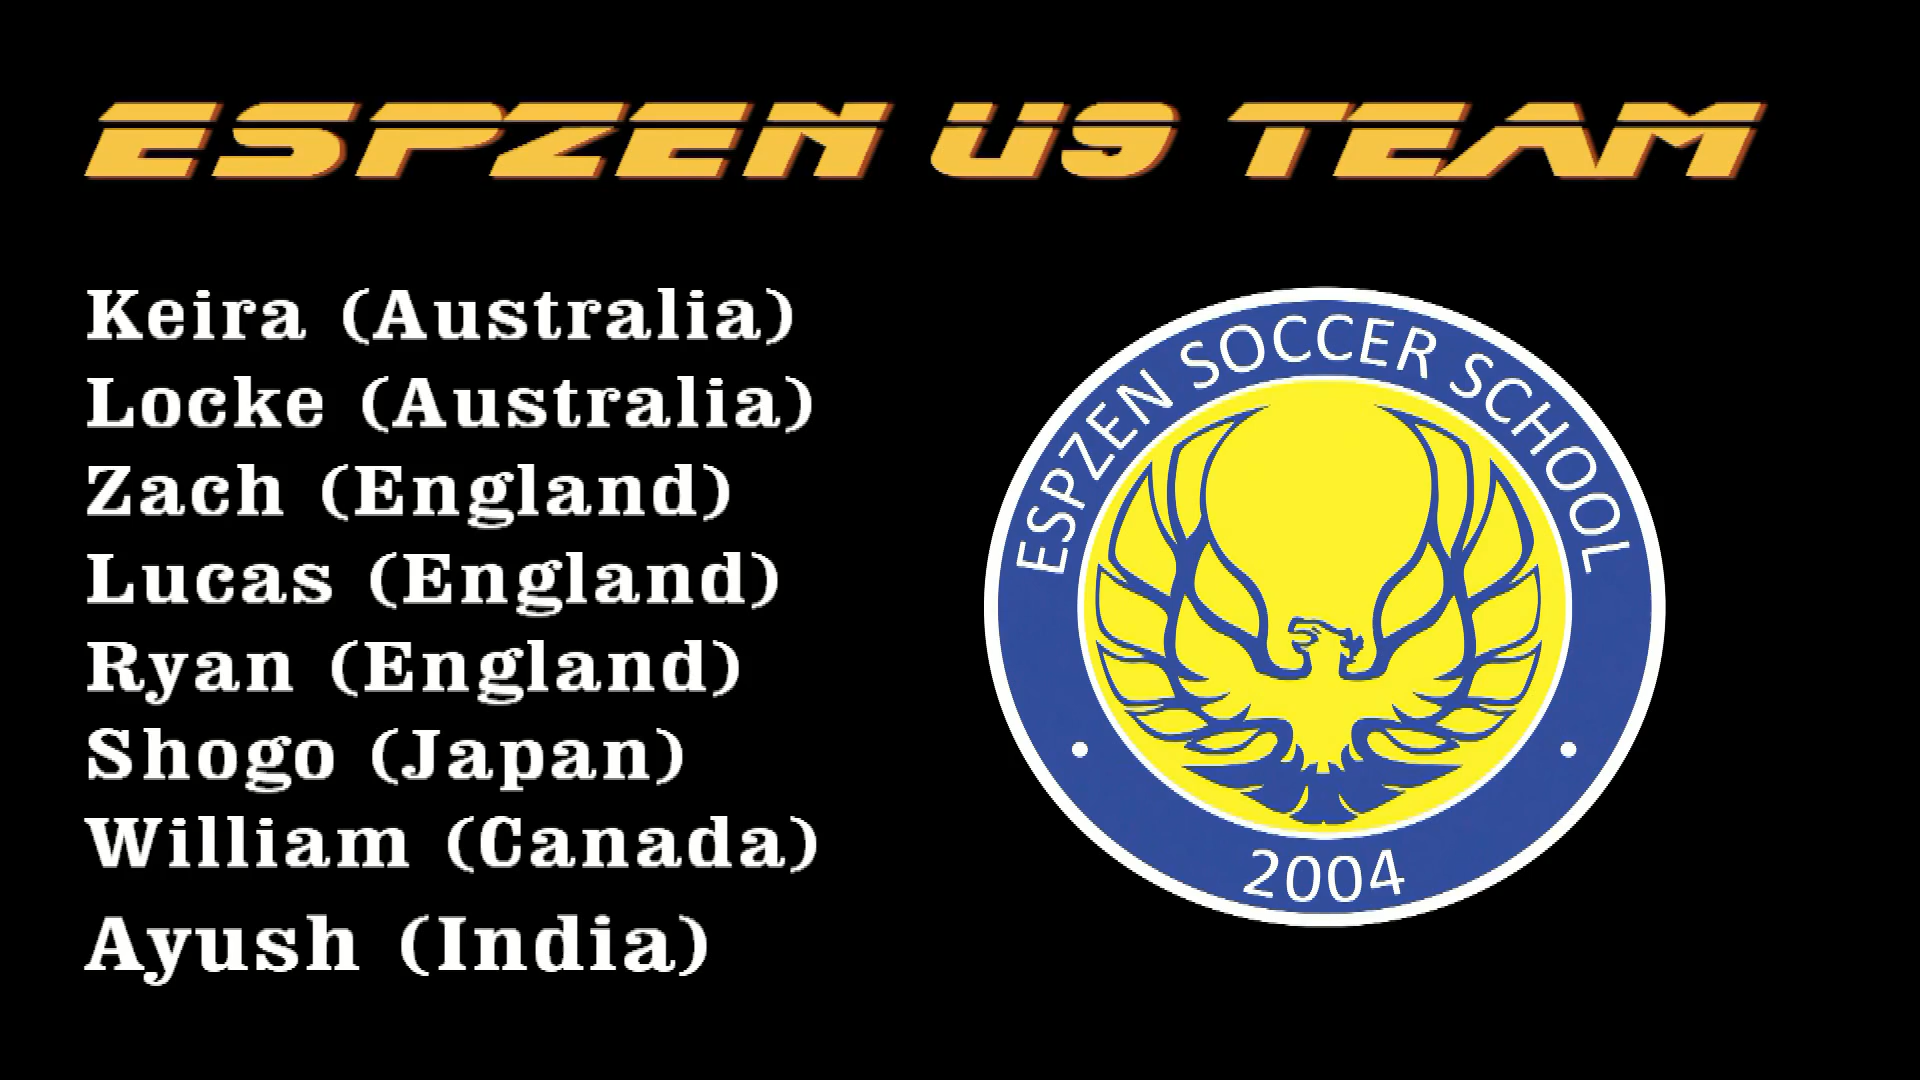 ESPZEN U9 TEAM
Keira (Australia)
Locke (Australia)
Zach (England)
Lucas (England)
Ryan (England)
Shogo (Japan)
William (Canada)
Ayush (India)
ESPZEN SOCCER SCHOOL
2004